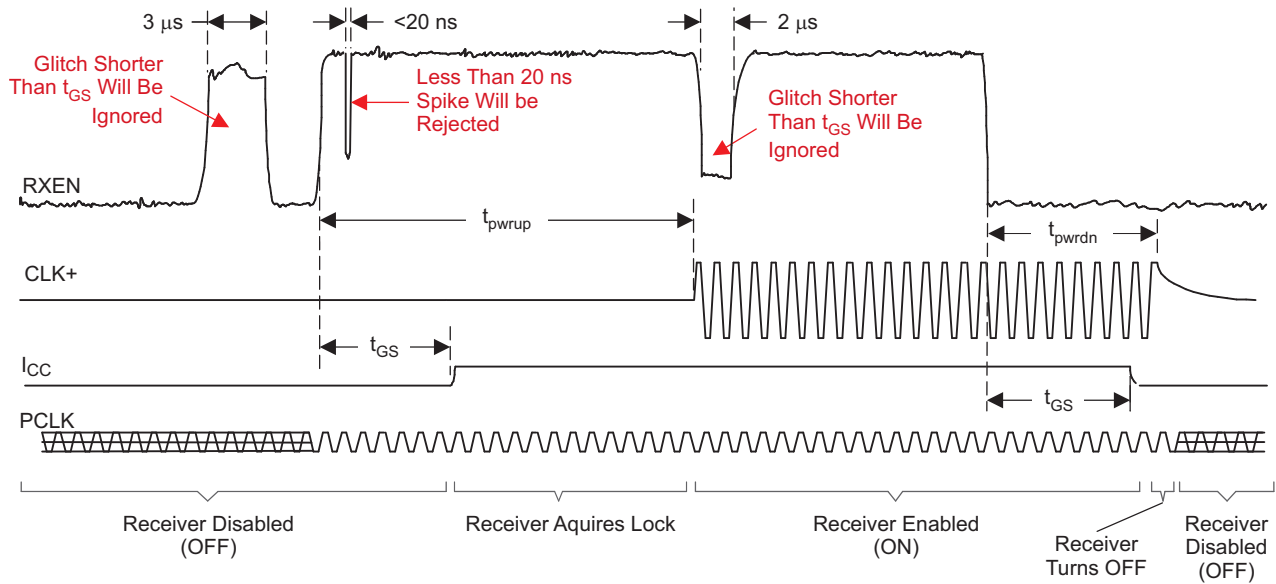 3 μs
<20 ns
2 μs
Glitch Shorter
Than tGS Will Be
Ignored
Less Than 20 ns
Spike Will be
Rejected
Glitch Shorter
Than tGS Will Be
Ignored
RXEN
tpwrup
tpwrdn
CLK+
tGS
ICC
tGS
PCLK
Receiver Disabled
(OFF)
Receiver Aquires Lock
Receiver Enabled
(ON)
Receiver
Turns OFF
Receiver
Disabled
(OFF)